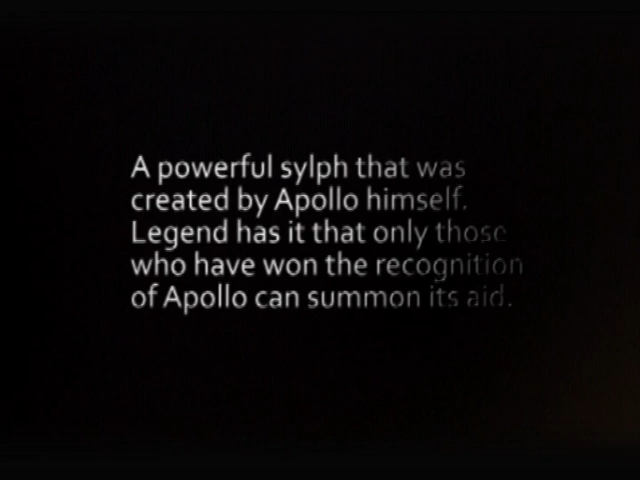 A powerful sylph that was
created by Apollo himself.
Legend has it that only those
who have won the recognition
of Apollo can summon its aid.